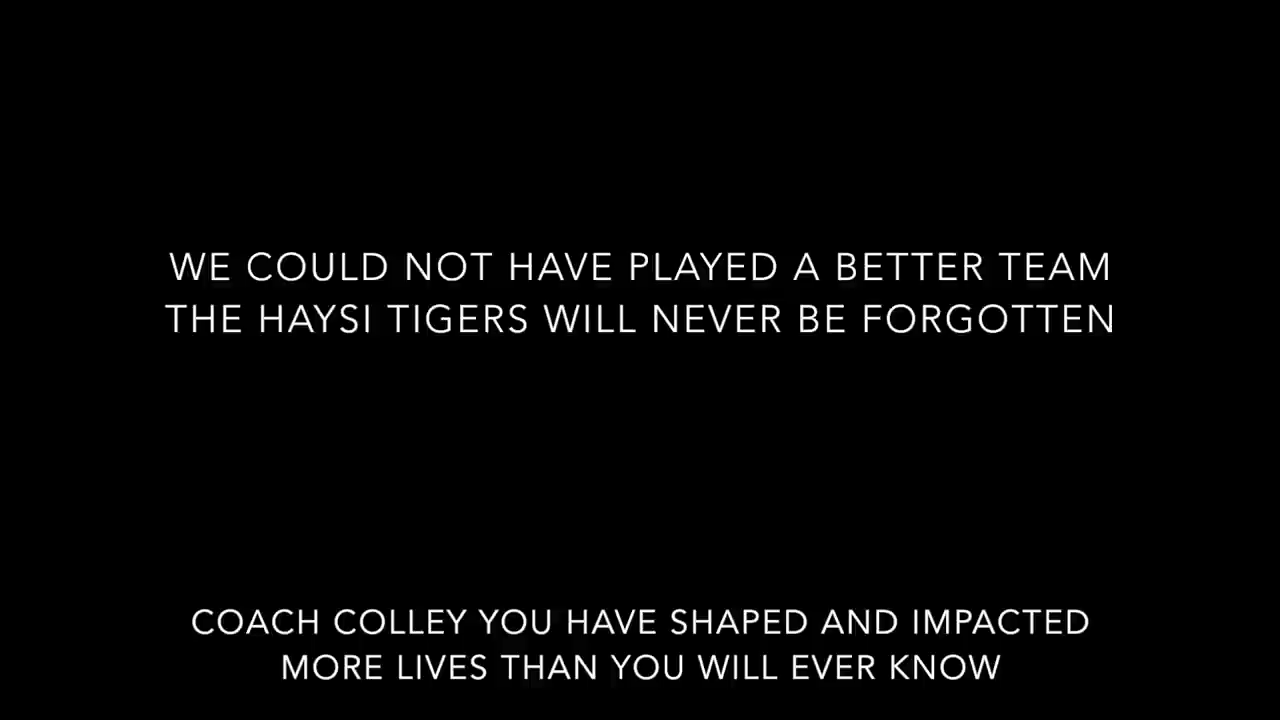 WE COULD NOT HAVE PLAYED A BETTER TEAM
THE HAYSI TIGERS WILL NEVER BE FORGOTTEN
COACH COLLEY YOU HAVE SHAPED AND IMPACTED
MORE LIVES THAN YOU WILL EVER KNOW